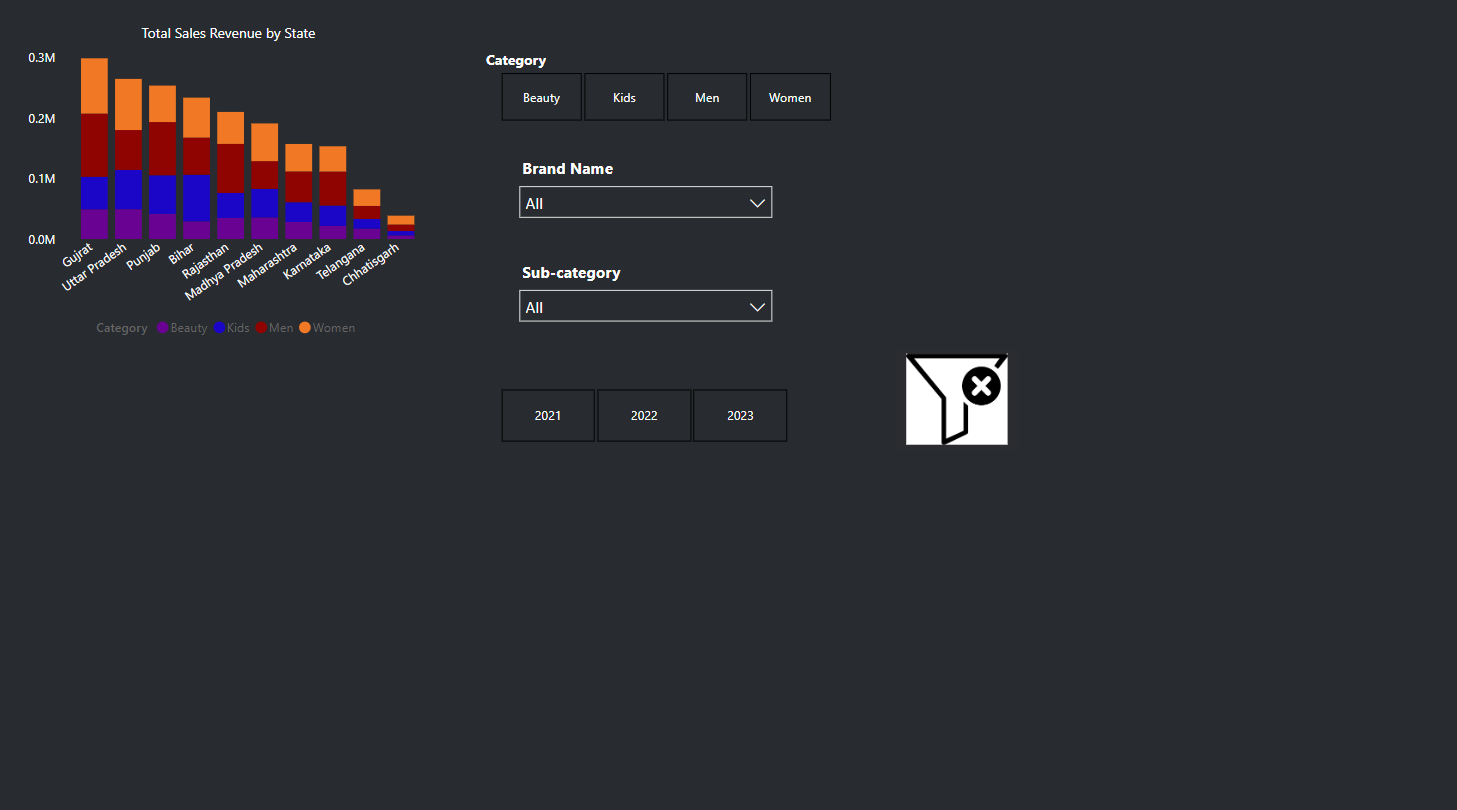 Total Sales Revenue by State
0.3M
0.2M
0.1M
0.0M
Gujrat
Uttar Pradesh
Punjab
Bihar
Rajasthan
Madhya Pradesh
Maharashtra
Karnataka
Telangana
Chhatisgarh
Category Beauty Kids Men Women
Category
Beauty Kids Men Women
Brand Name
All
Sub-category
All
2021 2022 2023